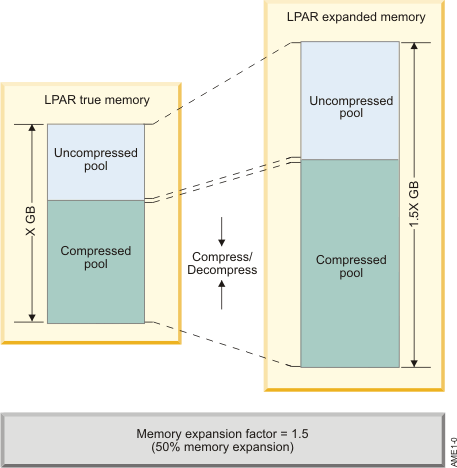 LPAR expanded memory
LPAR true memory
Uncompressed
pool
Compressed
pool
X GB
Compress/
Decompress
Uncompressed
pool
Compressed
pool
1.5X GB
Memory expansion factor = 1.5
(50% memory expansion)
AME1-0